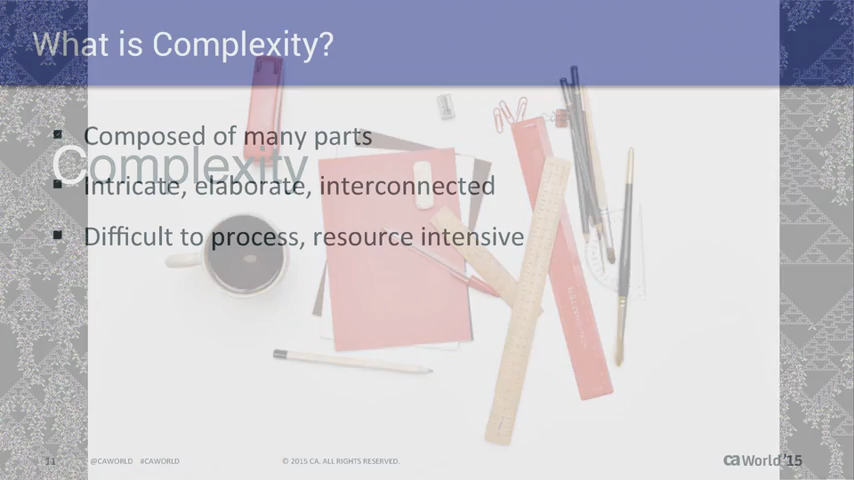 What is Complexity?
Composed of many parts
Complexity
Intricate, elaborate, interconnected
Difficult to process, resource intensive
11 @CAWORLD #CAWORLD © 2015 CA. ALL RIGHTS RESERVED. ca World '15